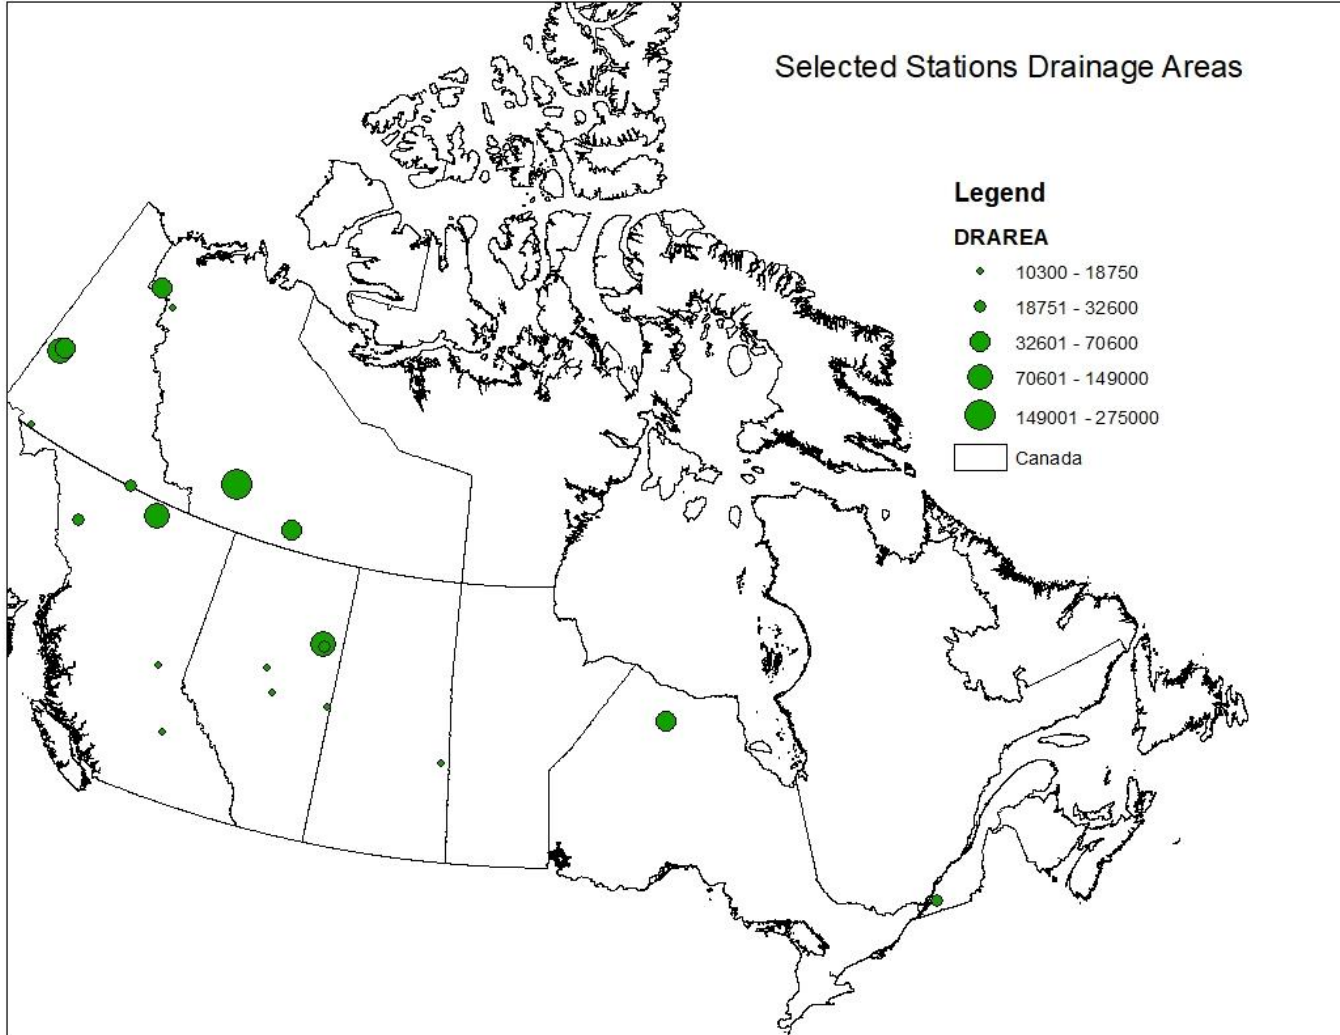 Selected Stations Drainage Areas
Legend
DRAREA
10300 - 18750
18751 - 32600
32601 - 70600
70601 - 149000
149001 - 275000
Canada